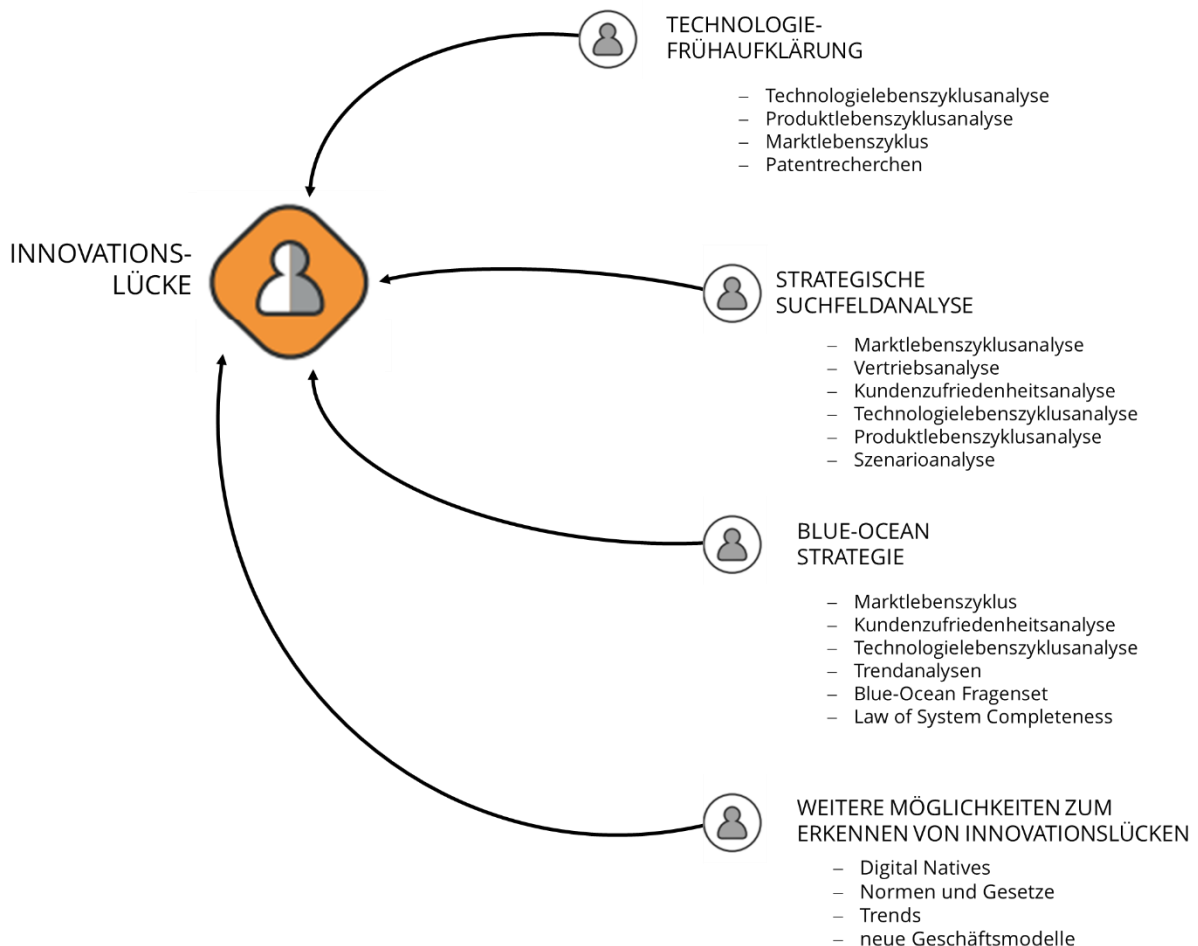 TECHNOLOGIE-
FRÜHAUFKLÄRUNG
– Technologielebenszyklusanalyse
– Produktlebenszyklusanalyse
– Marktlebenszyklus
– Patentrecherchen
INNOVATIONS-
LÜCKE
STRATEGISCHE
SUCHFELDANALYSE
– Marktlebenszyklusanalyse
– Vertriebsanalyse
– Kundenzufriedenheitsanalyse
– Technologielebenszyklusanalyse
– Produktlebenszyklusanalyse
– Szenarioanalyse
BLUE-OCEAN
STRATEGIE
– Marktlebenszyklus
– Kundenzufriedenheitsanalyse
– Technologielebenszyklusanalyse
– Trendanalysen
– Blue-Ocean Fragenset
– Law of System Completeness
WEITERE MÖGLICHKEITEN ZUM
ERKENNEN VON INNOVATIONSLÜCKEN
– Digital Natives
– Normen und Gesetze
– Trends
– neue Geschäftsmodelle